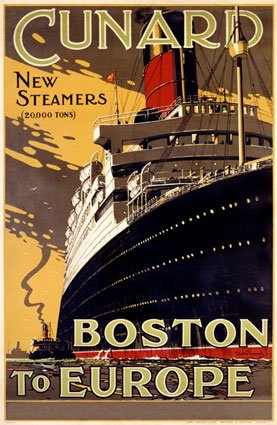 CUNARD
NEW
STEAMERS
(20,000 TONS)
BOSTON
TO EUROPE